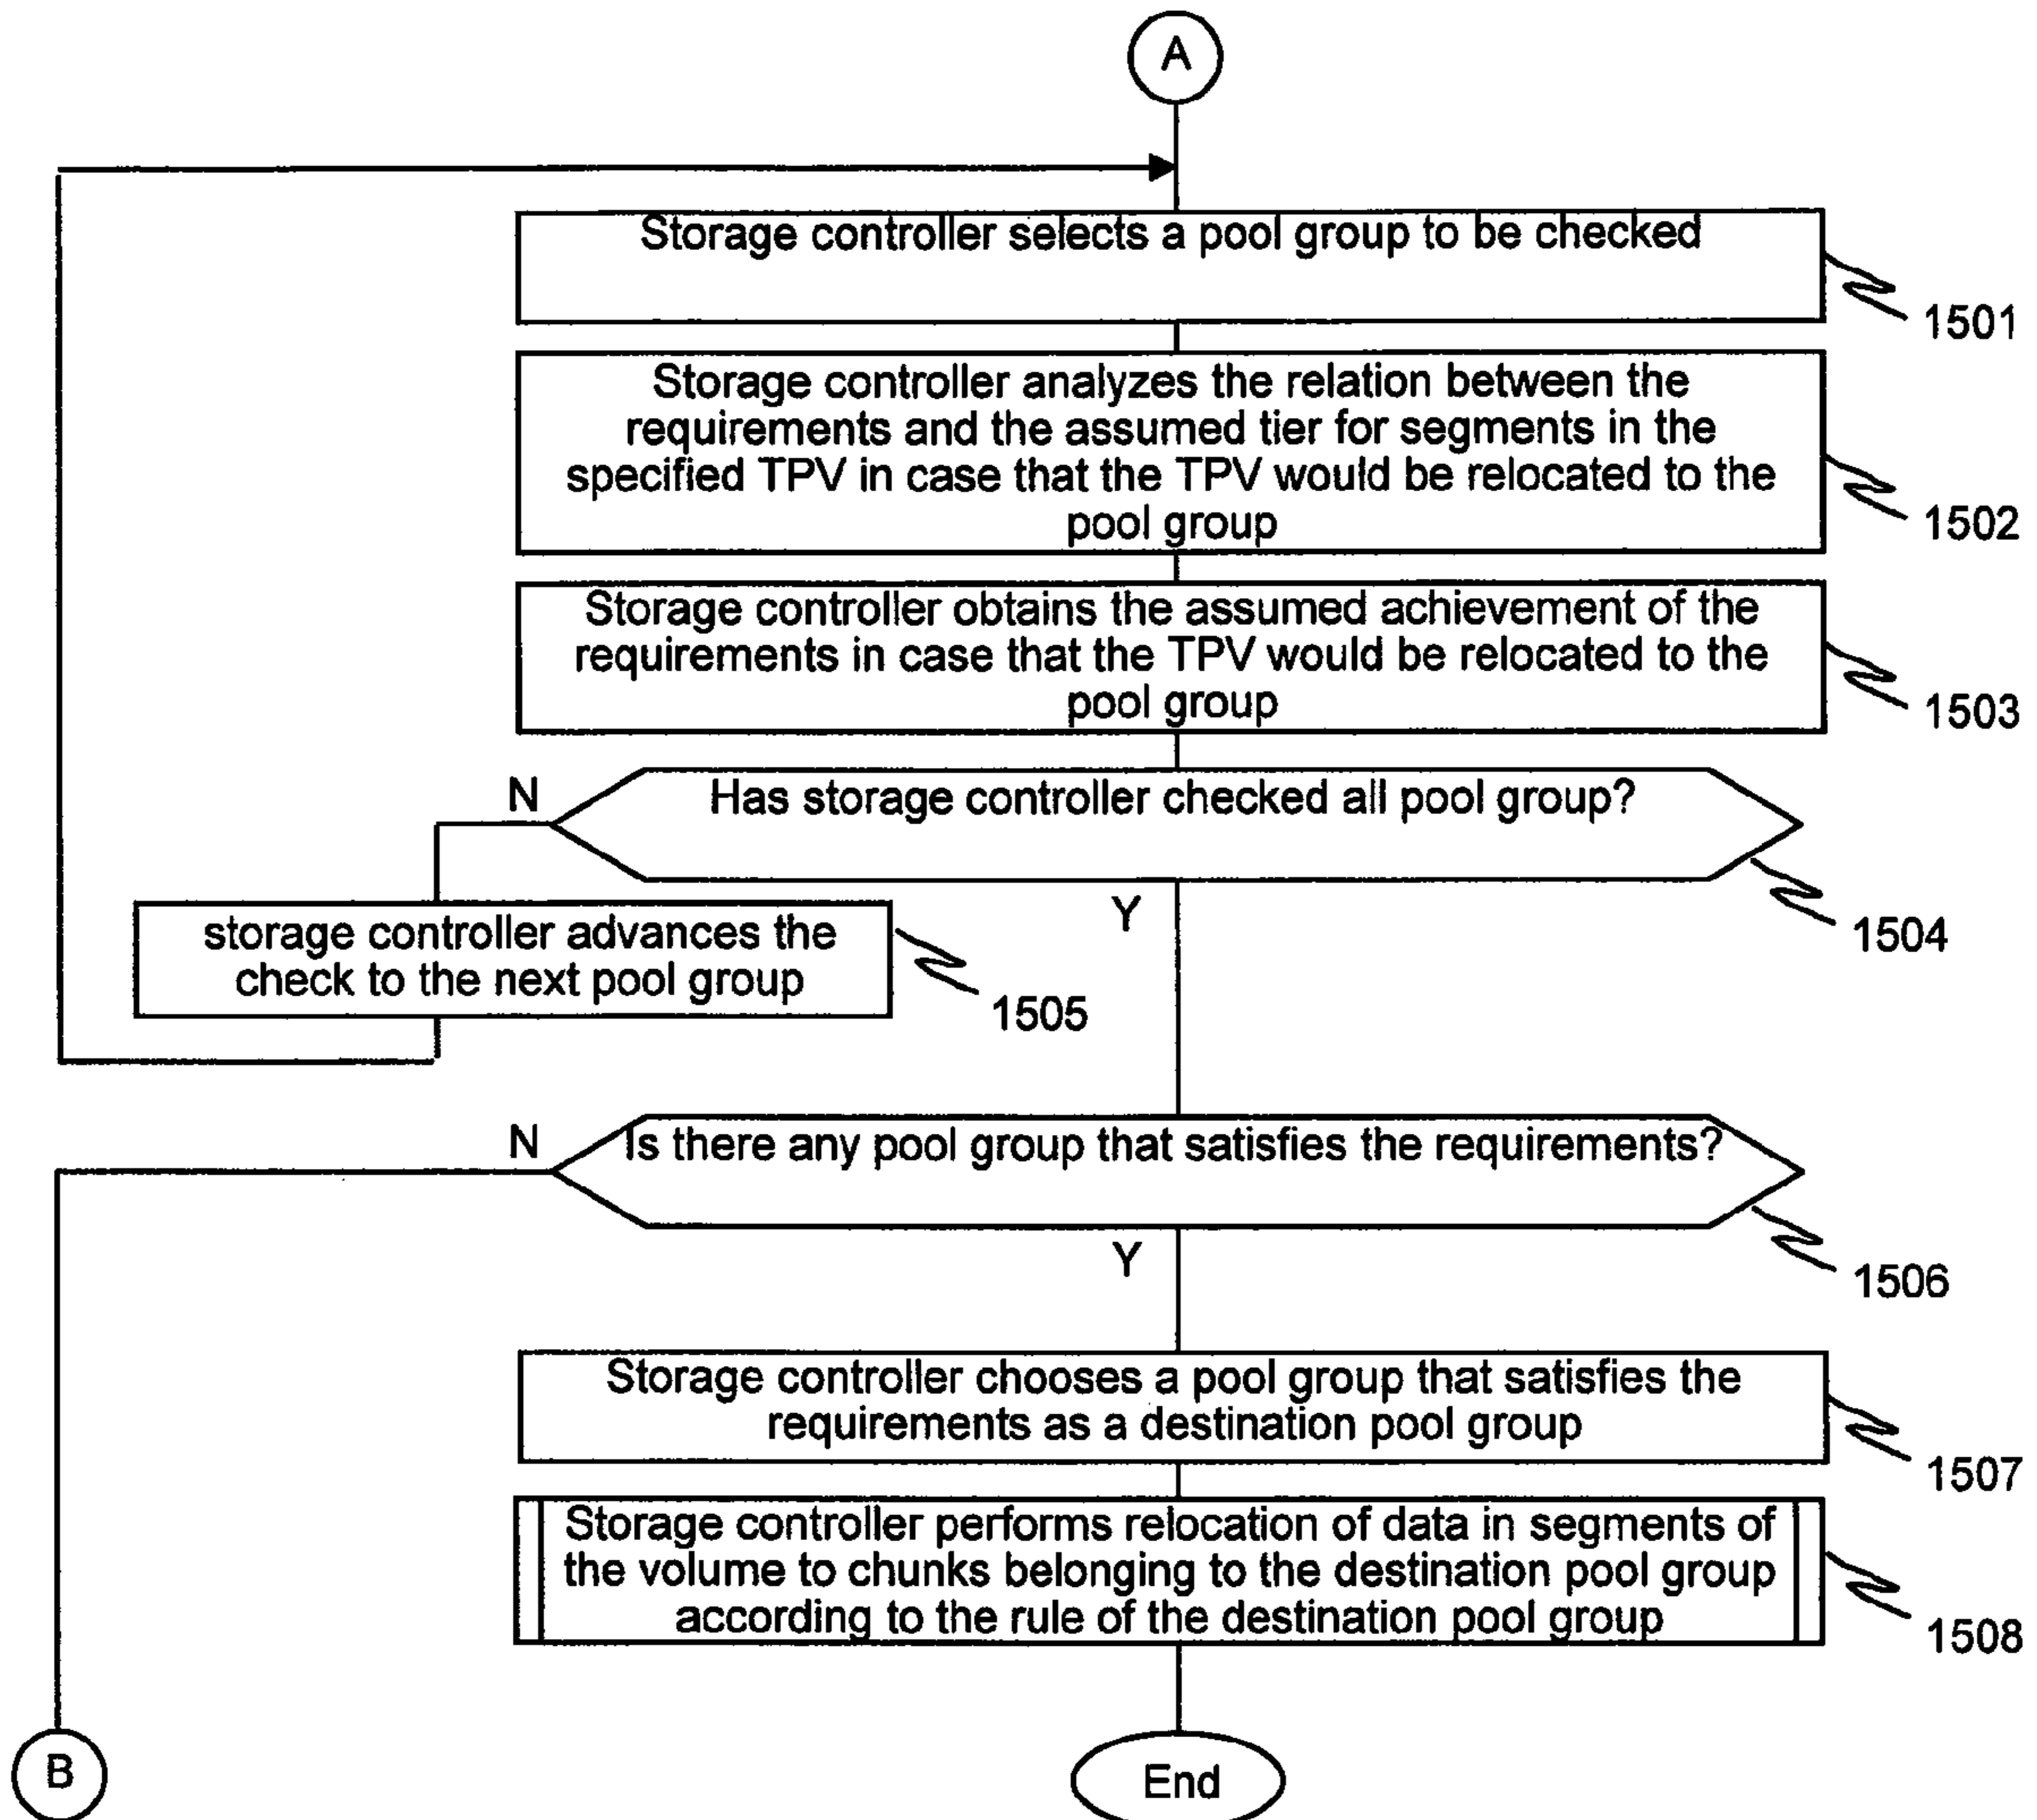 A
Storage controller selects a pool group to be checked
1501
Storage controller analyzes the relation between the
requirements and the assumed tier for segments in the
specified TPV in case that the TPV would be relocated to the
pool group
1502
Storage controller obtains the assumed achievement of the
requirements in case that the TPV would be relocated to the
pool group
1503
N
Has storage controller checked all pool group?
Y
1504
storage controller advances the
check to the next pool group
1505
N
Is there any pool group that satisfies the requirements?
Y
1506
Storage controller chooses a pool group that satisfies the
requirements as a destination pool group
1507
Storage controller performs relocation of data in segments of
the volume to chunks belonging to the destination pool group
according to the rule of the destination pool group
1508
B
End